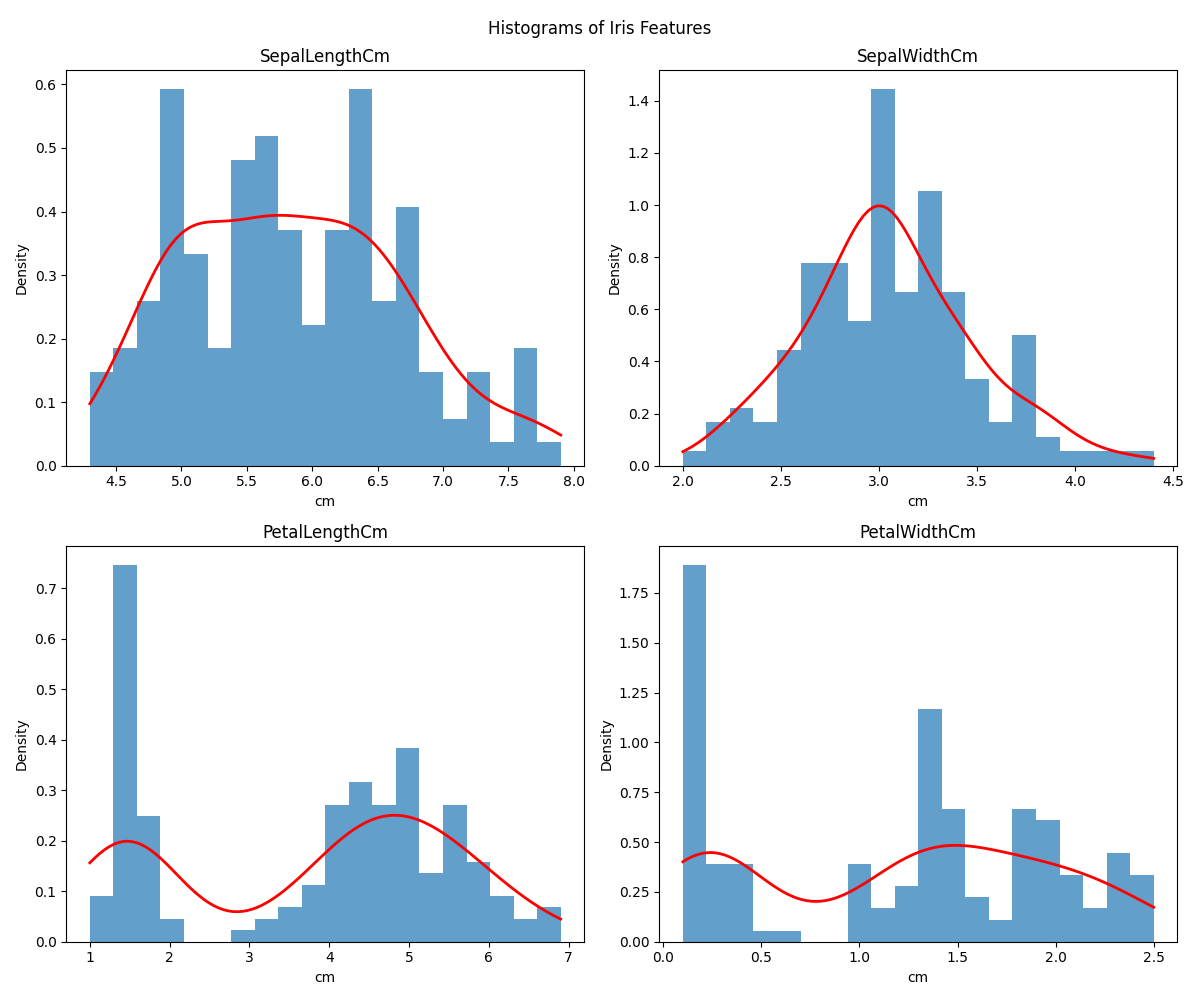 Histograms of Iris Features
SepalLengthCm
0.6
0.5
0.4
0.3
0.2
0.1
0.0
Density
4.5 5.0 5.5 6.0 6.5 7.0 7.5 8.0
cm
SepalWidthCm
1.4
1.2
1.0
0.8
0.6
0.4
0.2
0.0
Density
2.0 2.5 3.0 3.5 4.0 4.5
cm
PetalLengthCm
0.7
0.6
0.5
0.4
0.3
0.2
0.1
0.0
Density
1 2 3 4 5 6 7
cm
PetalWidthCm
1.75
1.50
1.25
1.00
0.75
0.50
0.25
0.00
Density
0.0 0.5 1.0 1.5 2.0 2.5
cm